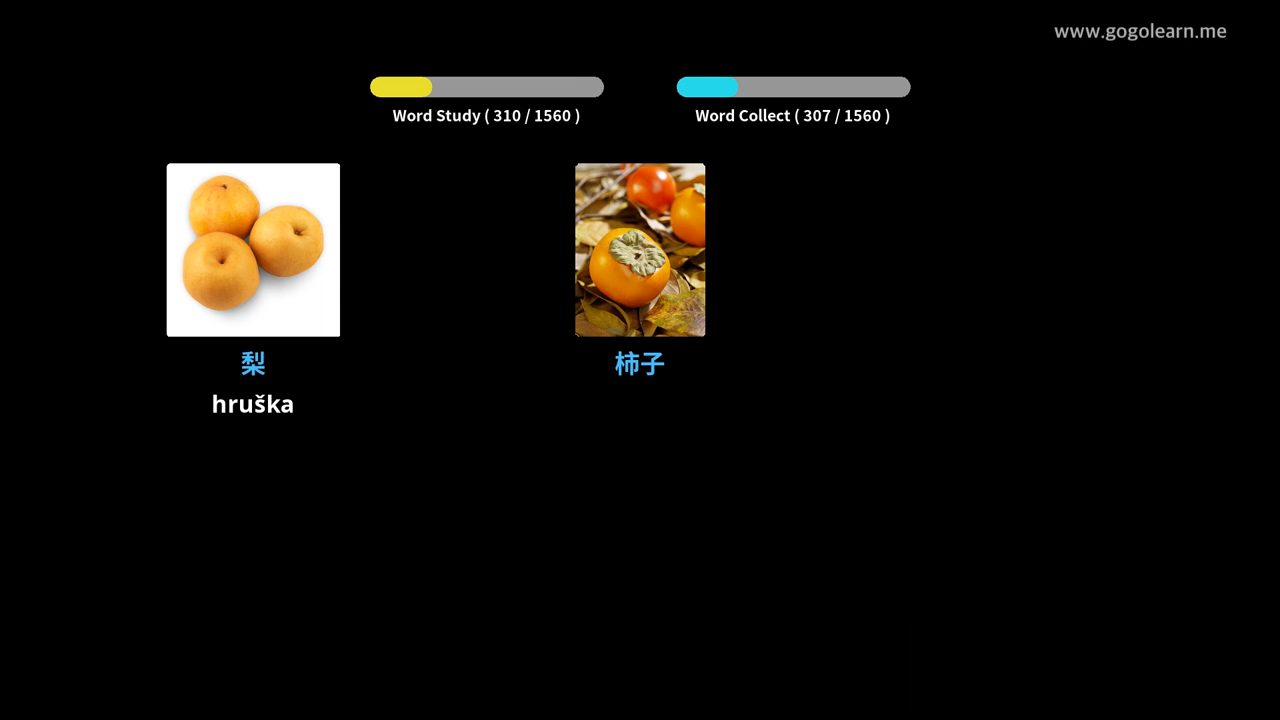 www.gogolearn.me
Word Study ( 310 / 1560 )
Word Collect ( 307 / 1560 )
梨
柿子
hruška